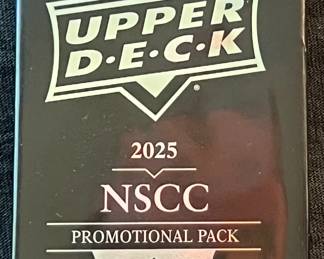 UPPER
D·E·C·K
®
2025
NSCC
PROMOTIONAL PACK